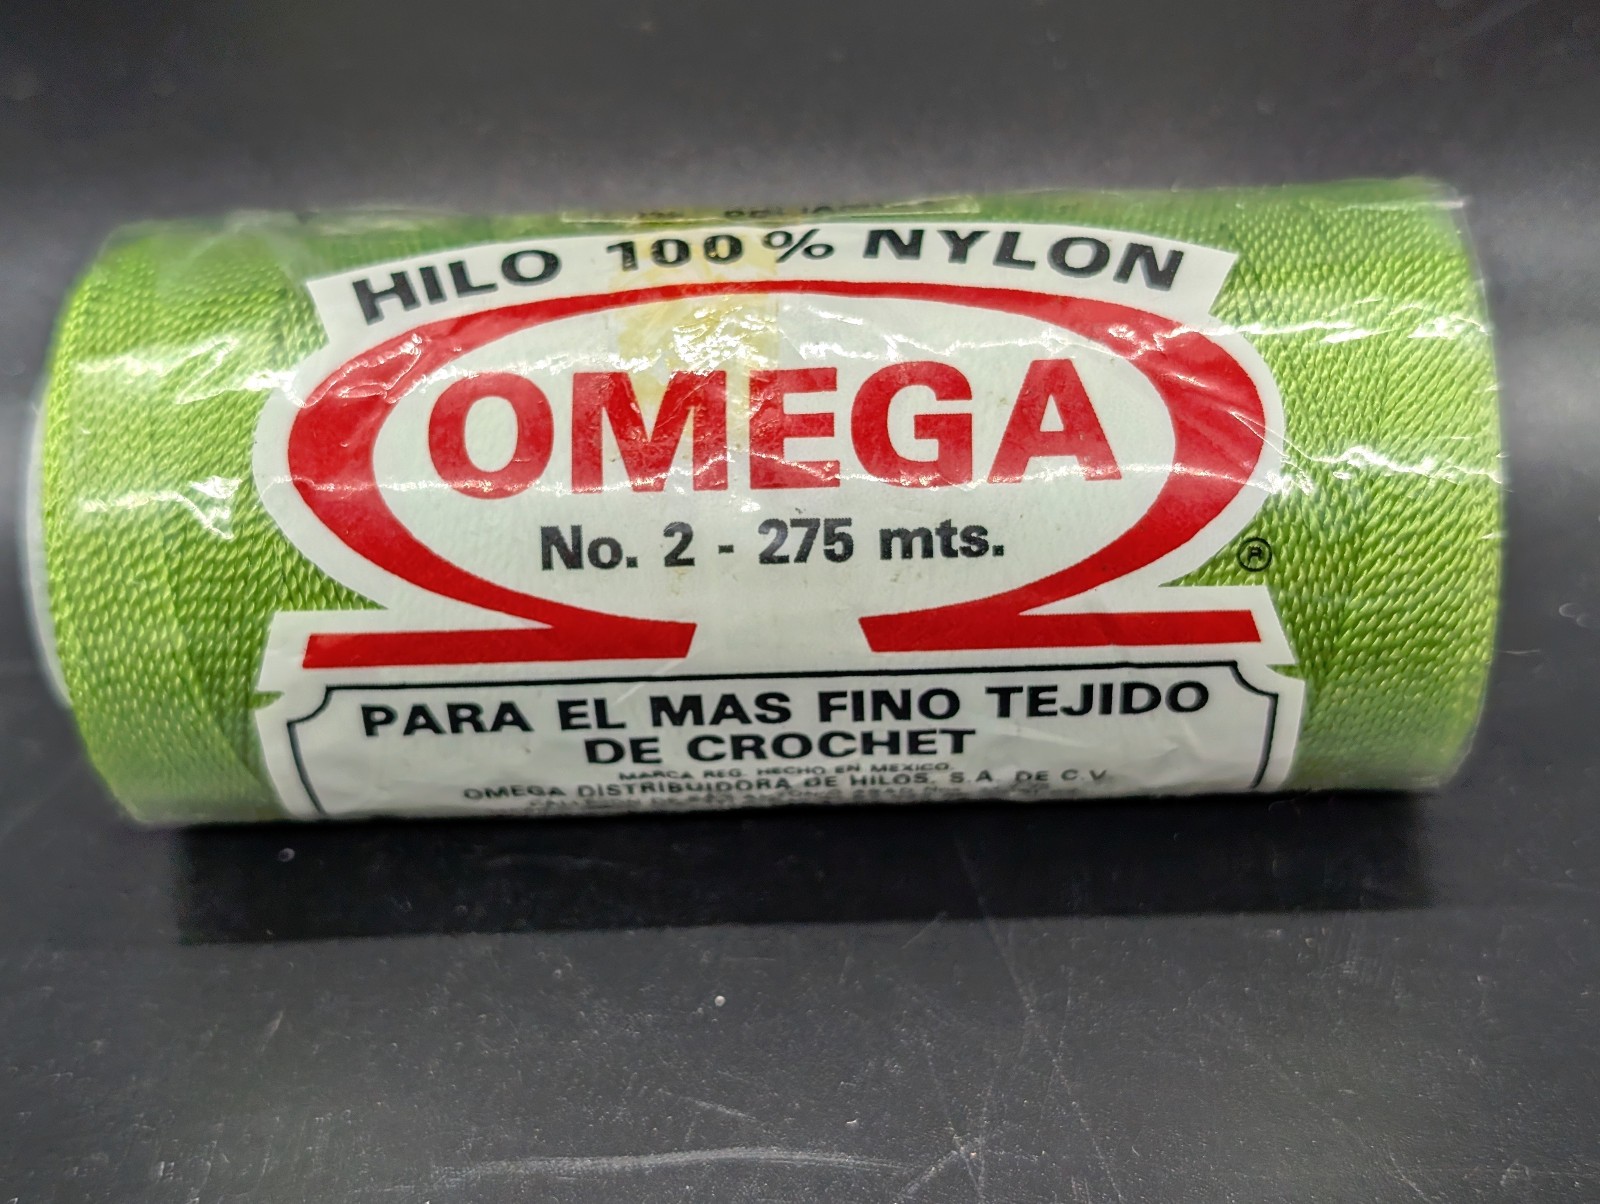 HILO 100% NYLON
OMEGA
No. 2 - 275 mts.
®
PARA EL MAS FINO TEJIDO
DE CROCHET
MARCA REG. HECHO EN MEXICO.
OMEGA DISTRIBUIDORA DE HILOS, S.A. DE C.V.